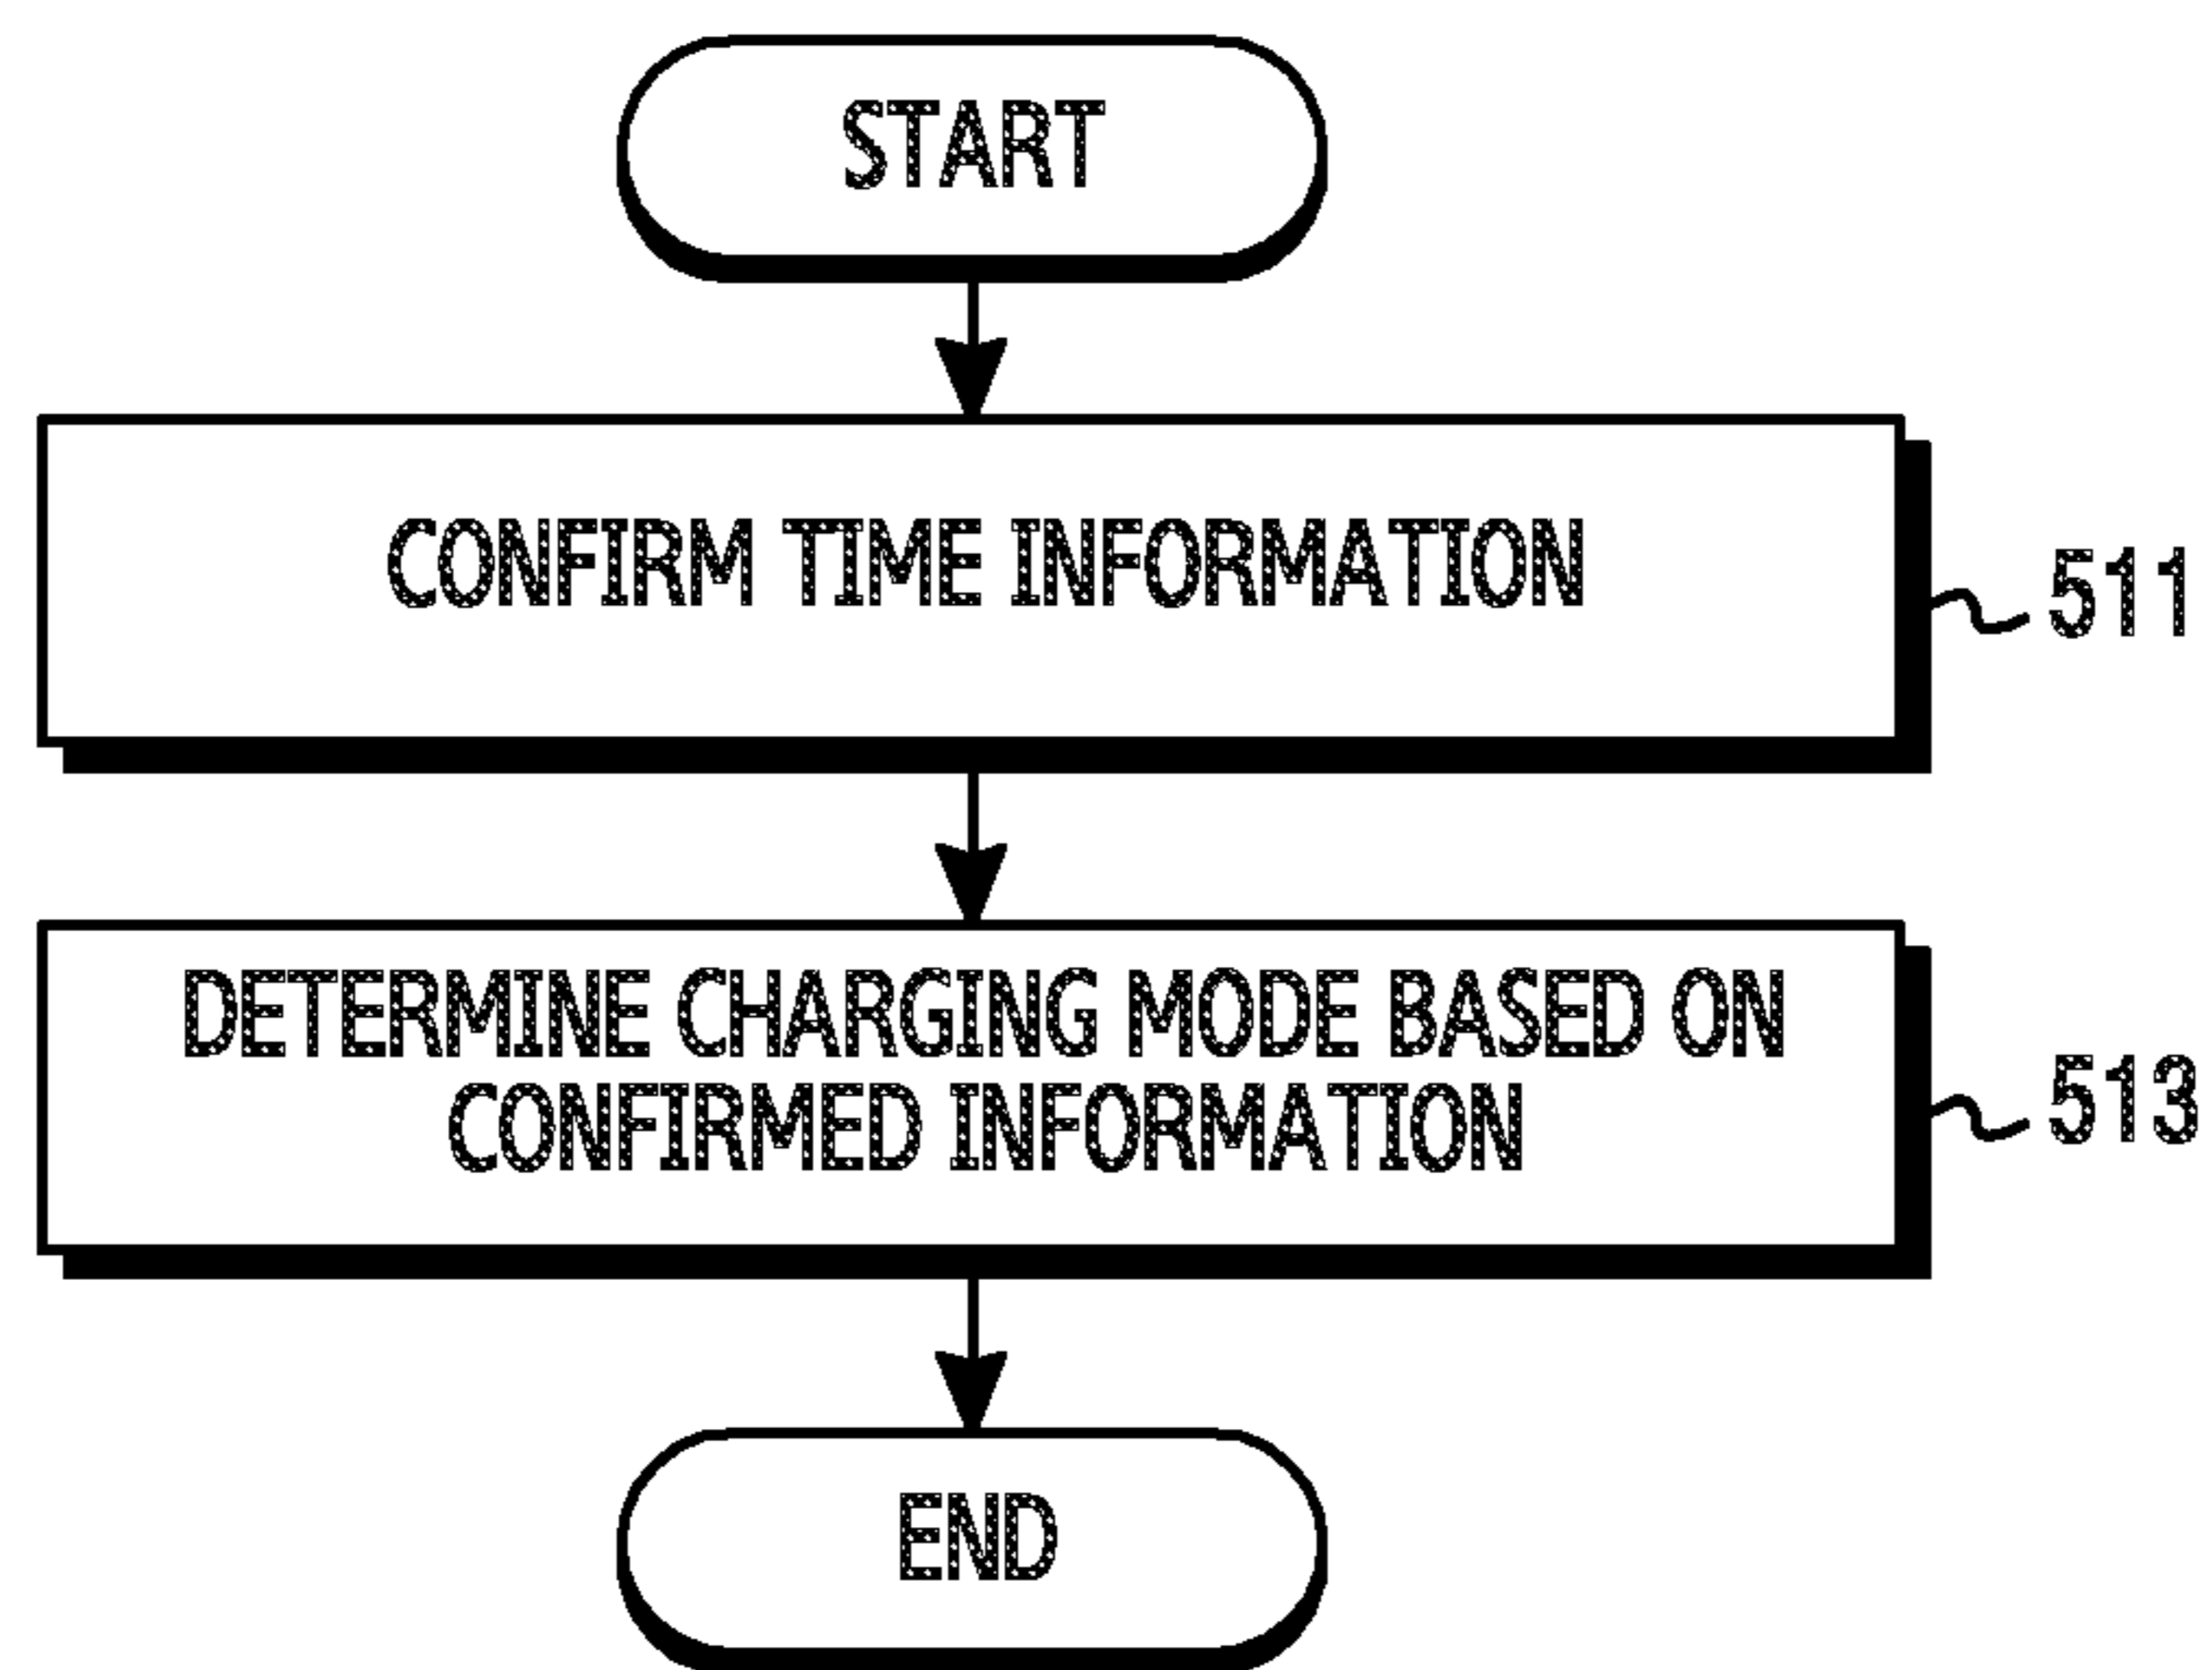 START
CONFIRM TIME INFORMATION
511
DETERMINE CHARGING MODE BASED ON
CONFIRMED INFORMATION
513
END